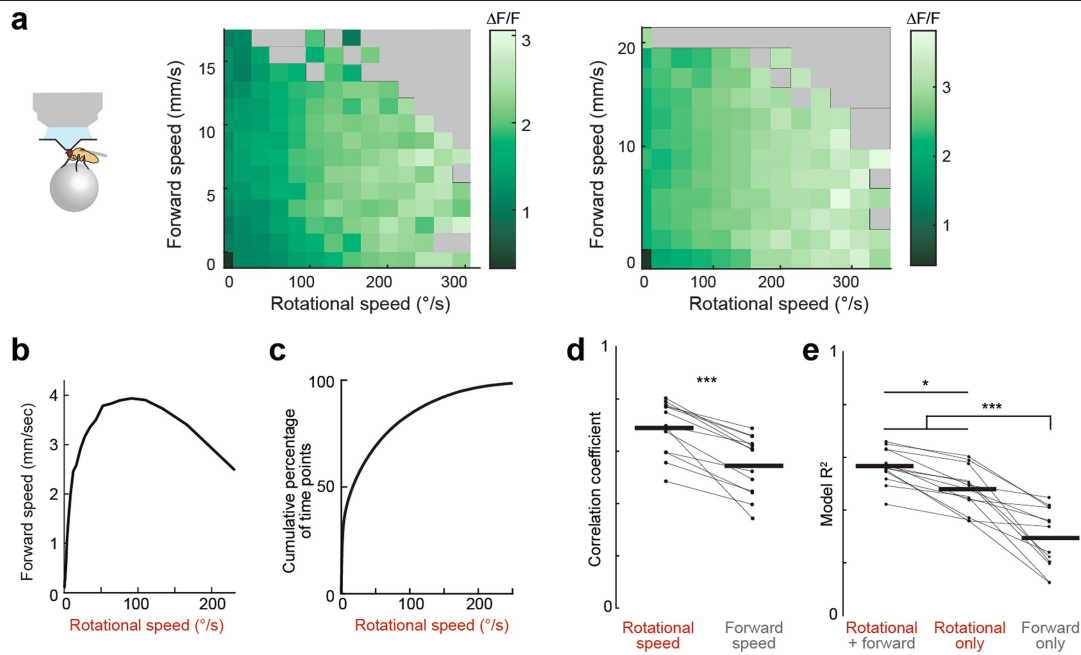 a
Forward speed (mm/s)
15
10
5
0
0
100
200
300
Rotational speed (°/s)
ΔF/F
3
2
1
Forward speed (mm/s)
20
10
0
0
100
200
300
Rotational speed (°/s)
ΔF/F
3
2
1
b
Forward speed (mm/sec)
4
3
2
1
0
0
100
200
Rotational speed (°/s)
c
Cumulative percentage
of time points
100
50
0
0
100
200
Rotational speed (°/s)
d
Correlation coefficient
1
0
***
Rotational
speed
Forward
speed
e
Model R²
1
0
*
***
Rotational
+ forward
Rotational
only
Forward
only